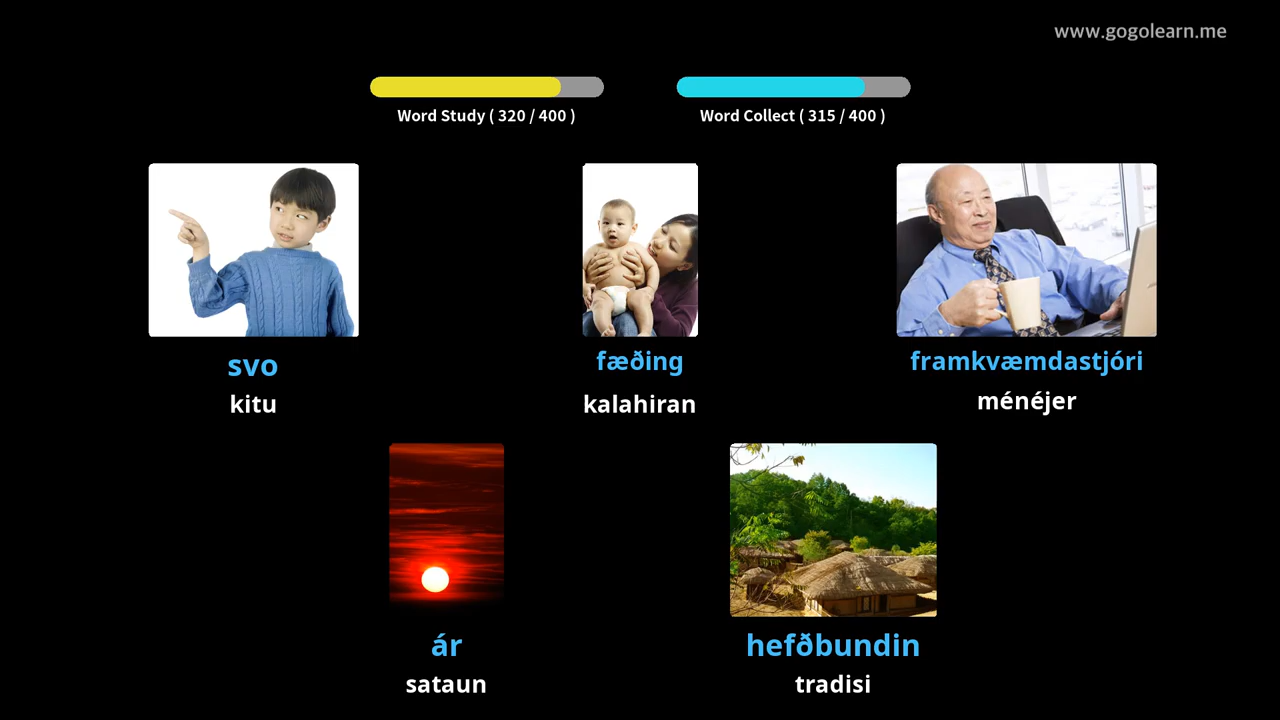 www.gogolearn.me
Word Study ( 320 / 400 )
Word Collect ( 315 / 400 )
svo
kitu
fæðing
kalahiran
framkvæmdastjóri
ménéjer
ár
sataun
hefðbundin
tradisi